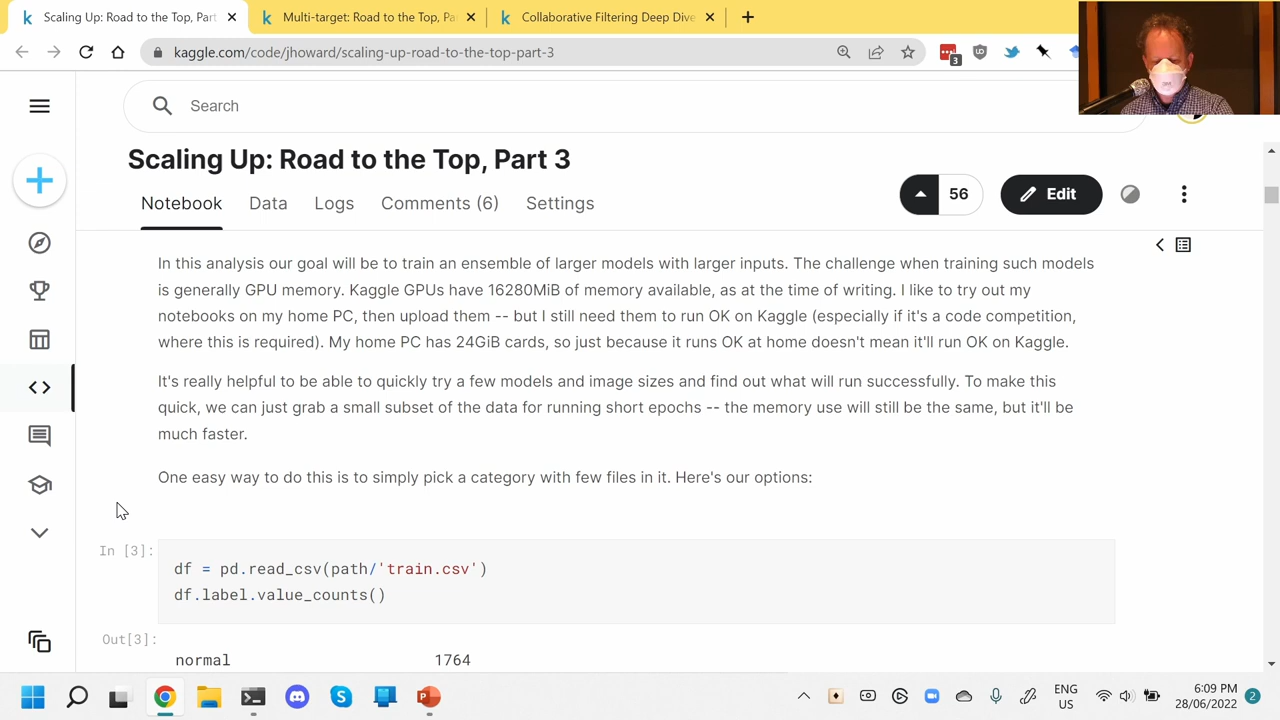 Scaling Up: Road to the Top, Part
Multi-target: Road to the Top, Pa
Collaborative Filtering Deep Dive
kaggle.com/code/jhoward/scaling-up-road-to-the-top-part-3
3
Search
Scaling Up: Road to the Top, Part 3
Notebook
Data
Logs
Comments (6)
Settings
56
Edit
In this analysis our goal will be to train an ensemble of larger models with larger inputs. The challenge when training such models
is generally GPU memory. Kaggle GPUs have 16280MiB of memory available, as at the time of writing. I like to try out my
notebooks on my home PC, then upload them -- but I still need them to run OK on Kaggle (especially if it's a code competition,
where this is required). My home PC has 24GiB cards, so just because it runs OK at home doesn't mean it'll run OK on Kaggle.
It's really helpful to be able to quickly try a few models and image sizes and find out what will run successfully. To make this
quick, we can just grab a small subset of the data for running short epochs -- the memory use will still be the same, but it'll be
much faster.
One easy way to do this is to simply pick a category with few files in it. Here's our options:
In [3]:
df = pd.read_csv(path/'train.csv')
df.label.value_counts()
Out[3]:
normal 1764
ENG
US
6:09 PM
28/06/2022
2